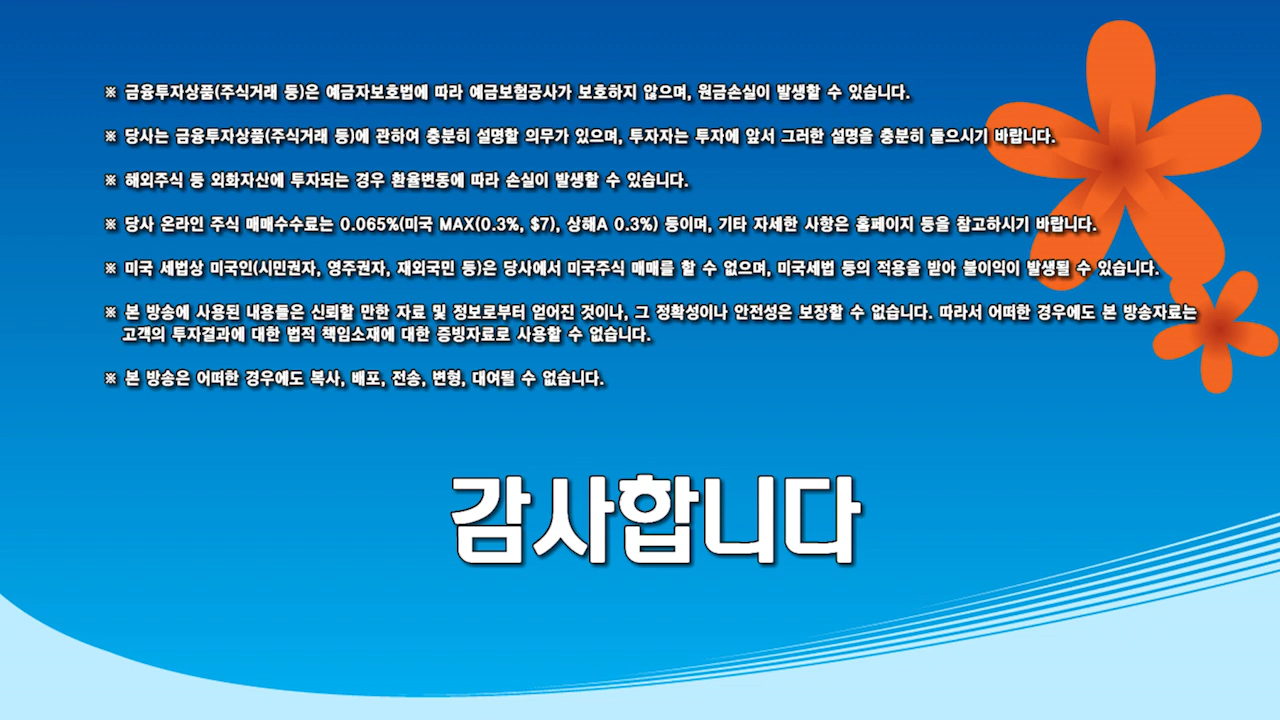 ※ 금융투자상품(주식거래 등)은 예금자보호법에 따라 예금보험공사가 보호하지 않으며, 원금손실이 발생할 수 있습니다.
※ 당사는 금융투자상품(주식거래 등)에 관하여 충분히 설명할 의무가 있으며, 투자자는 투자에 앞서 그러한 설명을 충분히 들으시기 바랍니다.
※ 해외주식 등 외화자산에 투자되는 경우 환율변동에 따라 손실이 발생할 수 있습니다.
※ 당사 온라인 주식 매매수수료는 0.065%(미국 MAX(0.3%, $7), 상해A 0.3%) 등이며, 기타 자세한 사항은 홈페이지 등을 참고하시기 바랍니다.
※ 미국 세법상 미국인(시민권자, 영주권자, 재외국민 등)은 당사에서 미국주식 매매를 할 수 없으며, 미국세법 등의 적용을 받아 불이익이 발생될 수 있습니다.
※ 본 방송에 사용된 내용들은 신뢰할 만한 자료 및 정보로부터 얻어진 것이나, 그 정확성이나 안전성은 보장할 수 없습니다. 따라서 어떠한 경우에도 본 방송자료는
고객의 투자결과에 대한 법적 책임소재에 대한 증빙자료로 사용할 수 없습니다.
※ 본 방송은 어떠한 경우에도 복사, 배포, 전송, 변형, 대여될 수 없습니다.
감사합니다